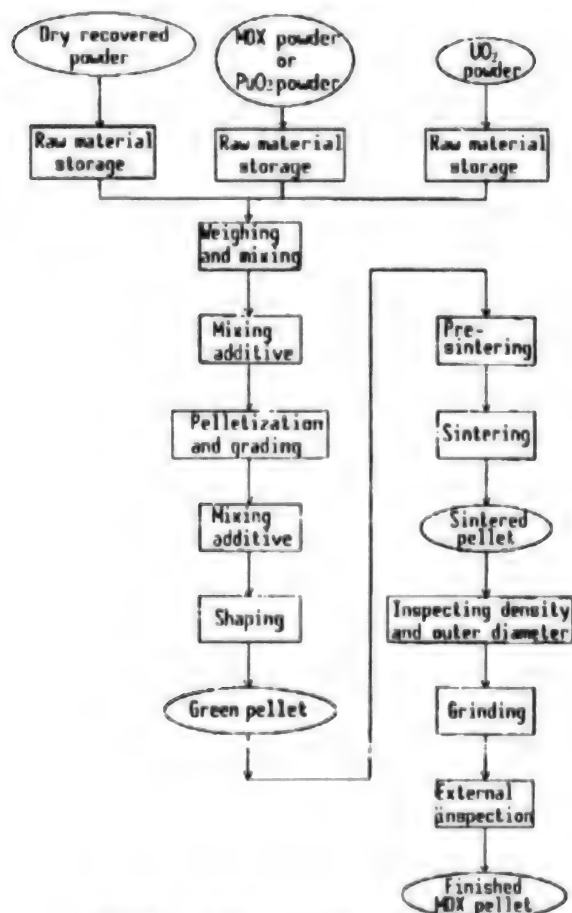 Dry recovered
powder
MOX powder
or
PuO₂ powder
UO₂
powder
Raw material
storage
Raw material
storage
Raw material
storage
Weighing
and mixing
Mixing
additive
Pelletization
and grading
Mixing
additive
Shaping
Green pellet
Pre-
sintering
Sintering
Sintered
pellet
Inspecting density
and outer diameter
Grinding
External
inspection
Finished
MOX pellet